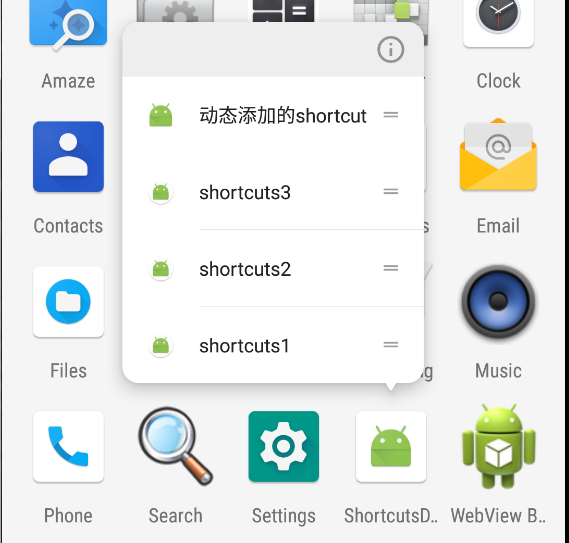 Amaze
Clock
动态添加的shortcut
shortcuts3
Contacts
Email
shortcuts2
shortcuts1
Files
Music
Phone
Search
Settings
ShortcutsD..
WebView B..